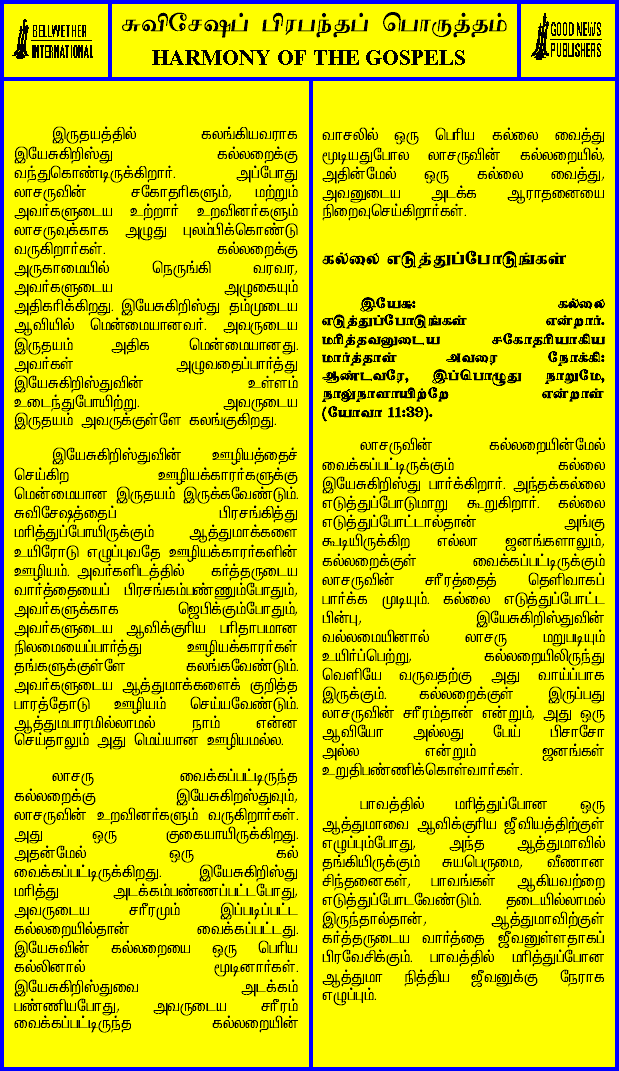 BELLWETHER
INTERNATIONAL
சுவிசேஷப் பிரபந்தப் பொருத்தம்
HARMONY OF THE GOSPELS
GOOD NEWS
PUBLISHERS
இருதயத்தில் கலங்கியவராக
இயேசுகிறிஸ்து கல்லறைக்கு
வந்துகொண்டிருக்கிறார். அப்போது
லாசருவின் சகோதரிகளும், மற்றும்
அவர்களுடைய உற்றார் உறவினர்களும்
லாசருவுக்காக அழுது புலம்பிக்கொண்டு
வருகிறார்கள். கல்லறைக்கு
அருகாமையில் நெருங்கி வரவர,
அவர்களுடைய அழுகையும்
அதிகரிக்கிறது. இயேசுகிறிஸ்து தம்முடைய
ஆவியில் மென்மையானவர். அவருடைய
இருதயம் அதிக மென்மையானது.
அவர்கள் அழுவதைப்பார்த்து
இயேசுகிறிஸ்துவின் உள்ளம்
உடைந்துபோயிற்று. அவருடைய
இருதயம் அவருக்குள்ளே கலங்குகிறது.
இயேசுகிறிஸ்துவின் ஊழியத்தைச்
செய்கிற ஊழியக்காரர்களுக்கு
மென்மையான இருதயம் இருக்கவேண்டும்.
சுவிசேஷத்தைப் பிரசங்கித்து
மரித்துப்போயிருக்கும் ஆத்துமாக்களை
உயிரோடு எழுப்புவதே ஊழியக்காரர்களின்
ஊழியம். அவர்களிடத்தில் கர்த்தருடைய
வார்த்தையைப் பிரசங்கம்பண்ணும்போதும்,
அவர்களுக்காக ஜெபிக்கும்போதும்,
அவர்களுடைய ஆவிக்குரிய பரிதாபமான
நிலமையைப்பார்த்து ஊழியக்காரர்கள்
தங்களுக்குள்ளே கலங்கவேண்டும்.
அவர்களுடைய ஆத்துமாக்களைக் குறித்த
பாரத்தோடு ஊழியம் செய்யவேண்டும்.
ஆத்துமபாரமில்லாமல் நாம் என்ன
செய்தாலும் அது மெய்யான ஊழியமல்ல.
லாசரு வைக்கப்பட்டிருந்த
கல்லறைக்கு இயேசுகிறஸ்துவும்,
லாசருவின் உறவினர்களும் வருகிறார்கள்.
அது ஒரு குகையாயிருக்கிறது.
அதன்மேல் ஒரு கல்
வைக்கப்பட்டிருக்கிறது. இயேசுகிறிஸ்து
மரித்து அடக்கம்பண்ணப்பட்டபோது,
அவருடைய சரீரமும் இப்படிப்பட்ட
கல்லறையில்தான் வைக்கப்பட்டது.
இயேசுவின் கல்லறையை ஒரு பெரிய
கல்லினால் மூடினார்கள்.
இயேசுகிறிஸ்துவை அடக்கம்
பண்ணியபோது, அவருடைய சரீரம்
வைக்கப்பட்டிருந்த கல்லறையின்
வாசலில் ஒரு பெரிய கல்லை வைத்து
மூடியதுபோல லாசருவின் கல்லறையில்,
அதின்மேல் ஒரு கல்லை வைத்து,
அவனுடைய அடக்க ஆராதனையை
நிறைவுசெய்கிறார்கள்.
கல்லை எடுத்துப்போடுங்கள்
இயேசு: கல்லை
எடுத்துப்போடுங்கள் என்றார்.
மரித்தவனுடைய சகோதரியாகிய
மார்த்தாள் அவரை நோக்கி:
ஆண்டவரே, இப்பொழுது நாறுமே,
நாலுநாளாயிற்றே என்றாள்
(யோவா 11:39).
லாசருவின் கல்லறையின்மேல்
வைக்கப்பட்டிருக்கும் கல்லை
இயேசுகிறிஸ்து பார்க்கிறார். அந்தக்கல்லை
எடுத்துப்போடுமாறு கூறுகிறார். கல்லை
எடுத்துப்போட்டால்தான் அங்கு
கூடியிருக்கிற எல்லா ஜனங்களாலும்,
கல்லறைக்குள் வைக்கப்பட்டிருக்கும்
லாசருவின் சரீரத்தைத் தெளிவாகப்
பார்க்க முடியும். கல்லை எடுத்துப்போட்ட
பின்பு, இயேசுகிறிஸ்துவின்
வல்லமையினால் லாசரு மறுபடியும்
உயிர்ப்பெற்று, கல்லறையிலிருந்து
வெளியே வருவதற்கு அது வாய்ப்பாக
இருக்கும். கல்லறைக்குள் இருப்பது
லாசருவின் சரீரம்தான் என்றும், அது ஒரு
ஆவியோ அல்லது பேய் பிசாசோ
அல்ல என்றும் ஜனங்கள்
உறுதிபண்ணிக்கொள்வார்கள்.
பாவத்தில் மரித்துப்போன ஒரு
ஆத்துமாவை ஆவிக்குரிய ஜீவியத்திற்குள்
எழுப்பும்போது, அந்த ஆத்துமாவில்
தங்கியிருக்கும் சுயபெருமை, வீணான
சிந்தனைகள், பாவங்கள் ஆகியவற்றை
எடுத்துப்போடவேண்டும். தடையில்லாமல்
இருந்தால்தான், ஆத்துமாவிற்குள்
கர்த்தருடைய வார்த்தை ஜீவனுள்ளதாகப்
பிரவேசிக்கும். பாவத்தில் மரித்துப்போன
ஆத்துமா நித்திய ஜீவனுக்கு நேராக
எழும்பும்.